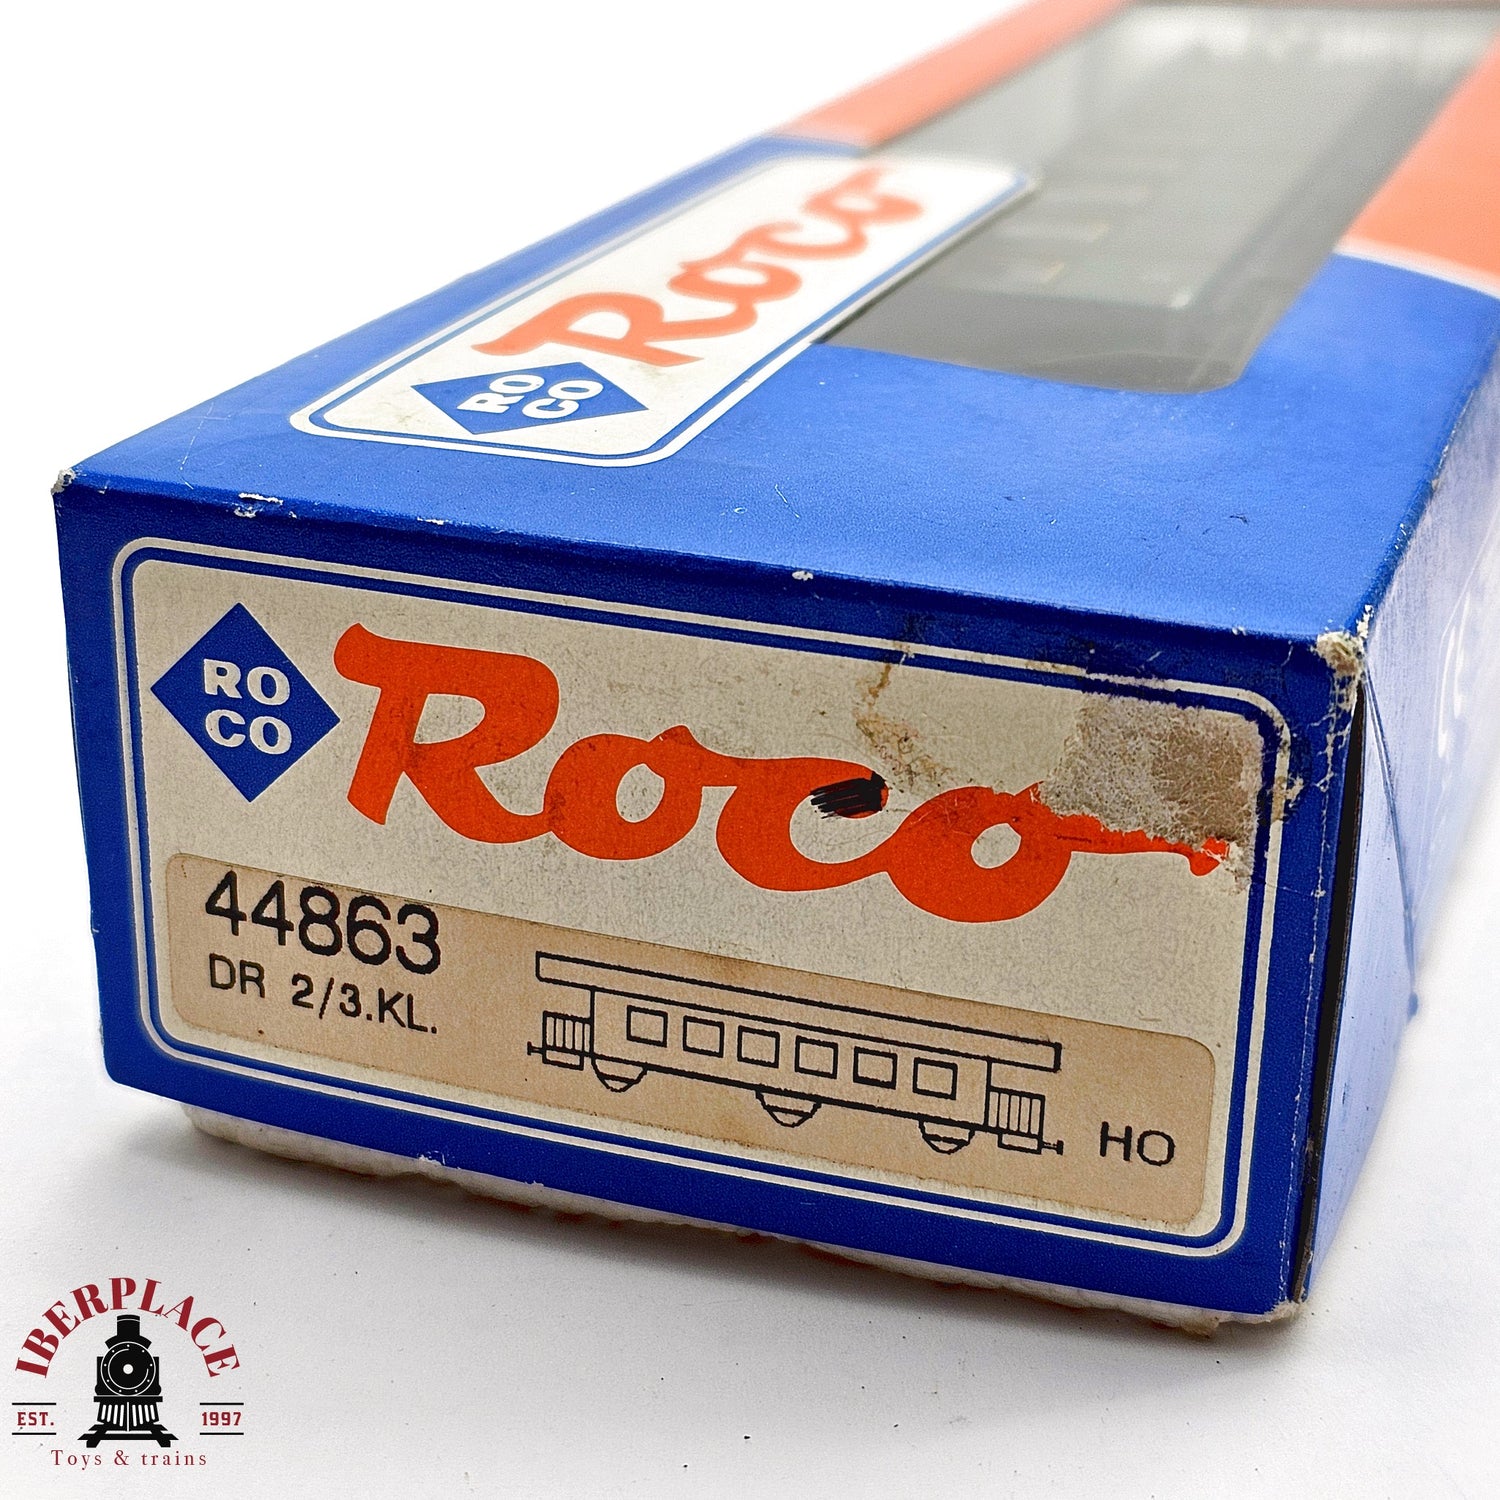 Roco
RO
CO
RO
CO
Roco
44863
DR 2/3.KL.
HO
IBERPLACE
EST. 1997
Toys & trains